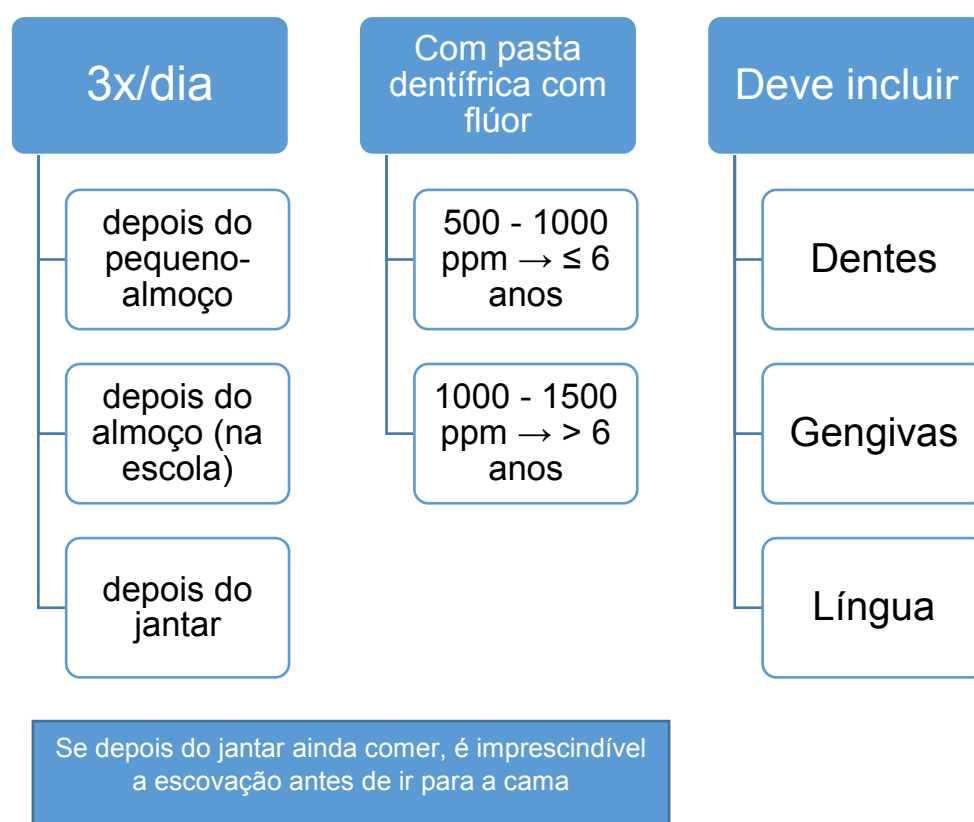 3x/dia
depois do
pequeno-
almoço
depois do
almoço (na
escola)
depois do
jantar
Com pasta
dentífrica com
flúor
500 - 1000
ppm → ≤ 6
anos
1000 - 1500
ppm → > 6
anos
Deve incluir
Dentes
Gengivas
Língua
Se depois do jantar ainda comer, é imprescindível
a escovação antes de ir para a cama